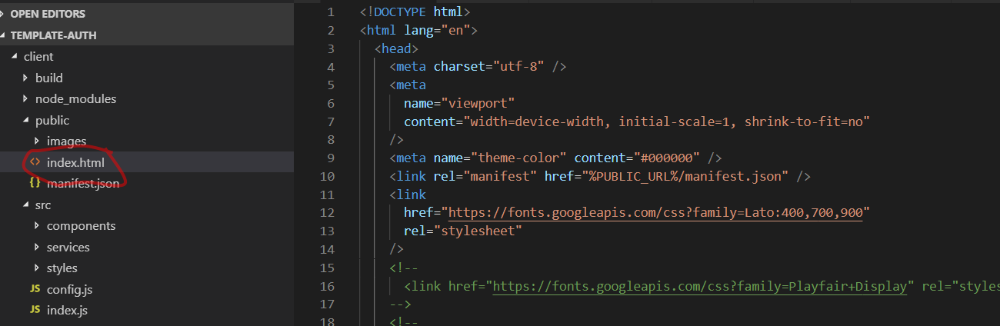 OPEN EDITORS
TEMPLATE-AUTH
client
build
node_modules
public
images
<> index.html
{} manifest.json
src
components
services
styles
JS config.js
JS index.js
1 <!DOCTYPE html>
2 <html lang="en">
3 <head>
4 <meta charset="utf-8" />
5 <meta
6 name="viewport"
7 content="width=device-width, initial-scale=1, shrink-to-fit=no"
8 />
9 <meta name="theme-color" content="#000000" />
10 <link rel="manifest" href="%PUBLIC_URL%/manifest.json" />
11 <link
12 href="https://fonts.googleapis.com/css?family=Lato:400,700,900"
13 rel="stylesheet"
14 />
15 <!--
16 <link href="https://fonts.googleapis.com/css?family=Playfair+Display" rel="styles
17 -->
18 <!--